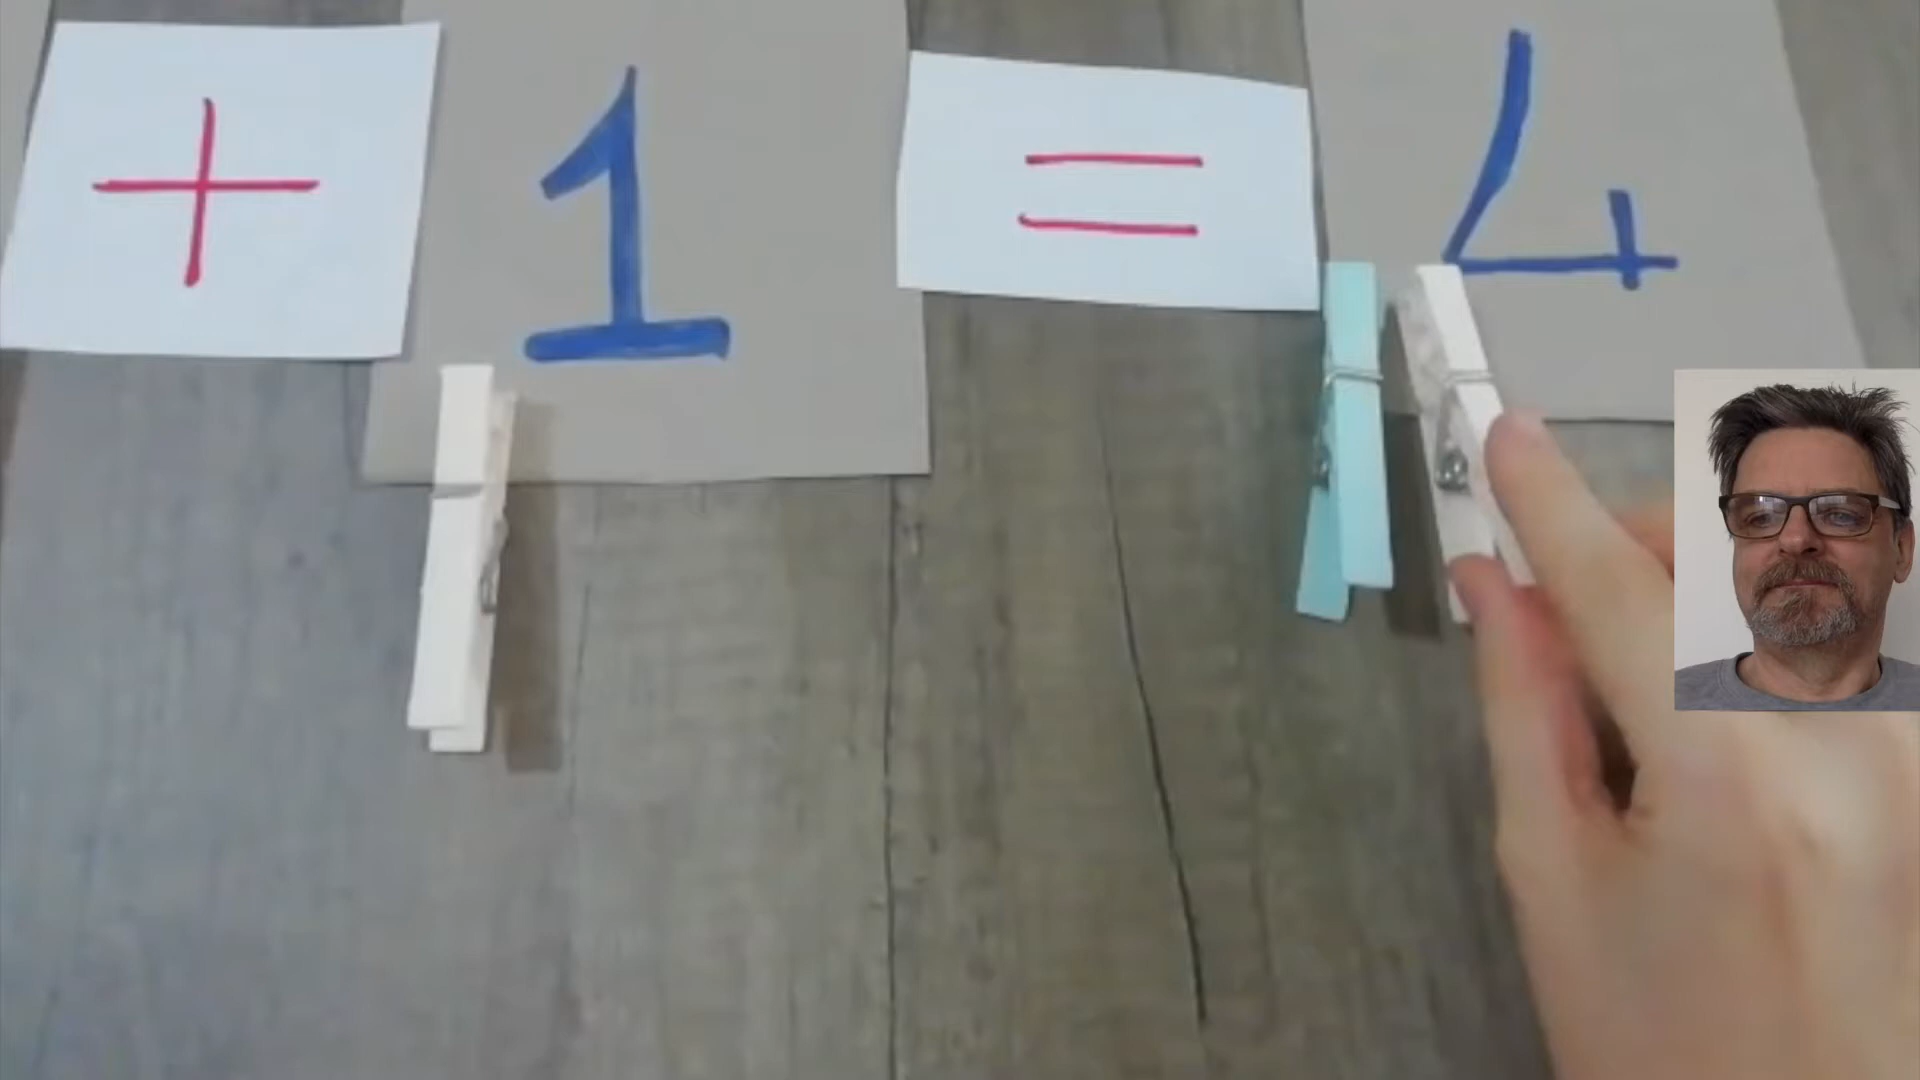 + 1 = 4